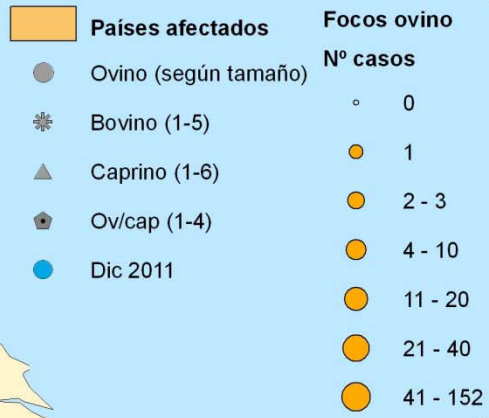 Países afectados
Ovino (según tamaño)
Bovino (1-5)
Caprino (1-6)
Ov/cap (1-4)
Dic 2011
Focos ovino
Nº casos
0
1
2 - 3
4 - 10
11 - 20
21 - 40
41 - 152